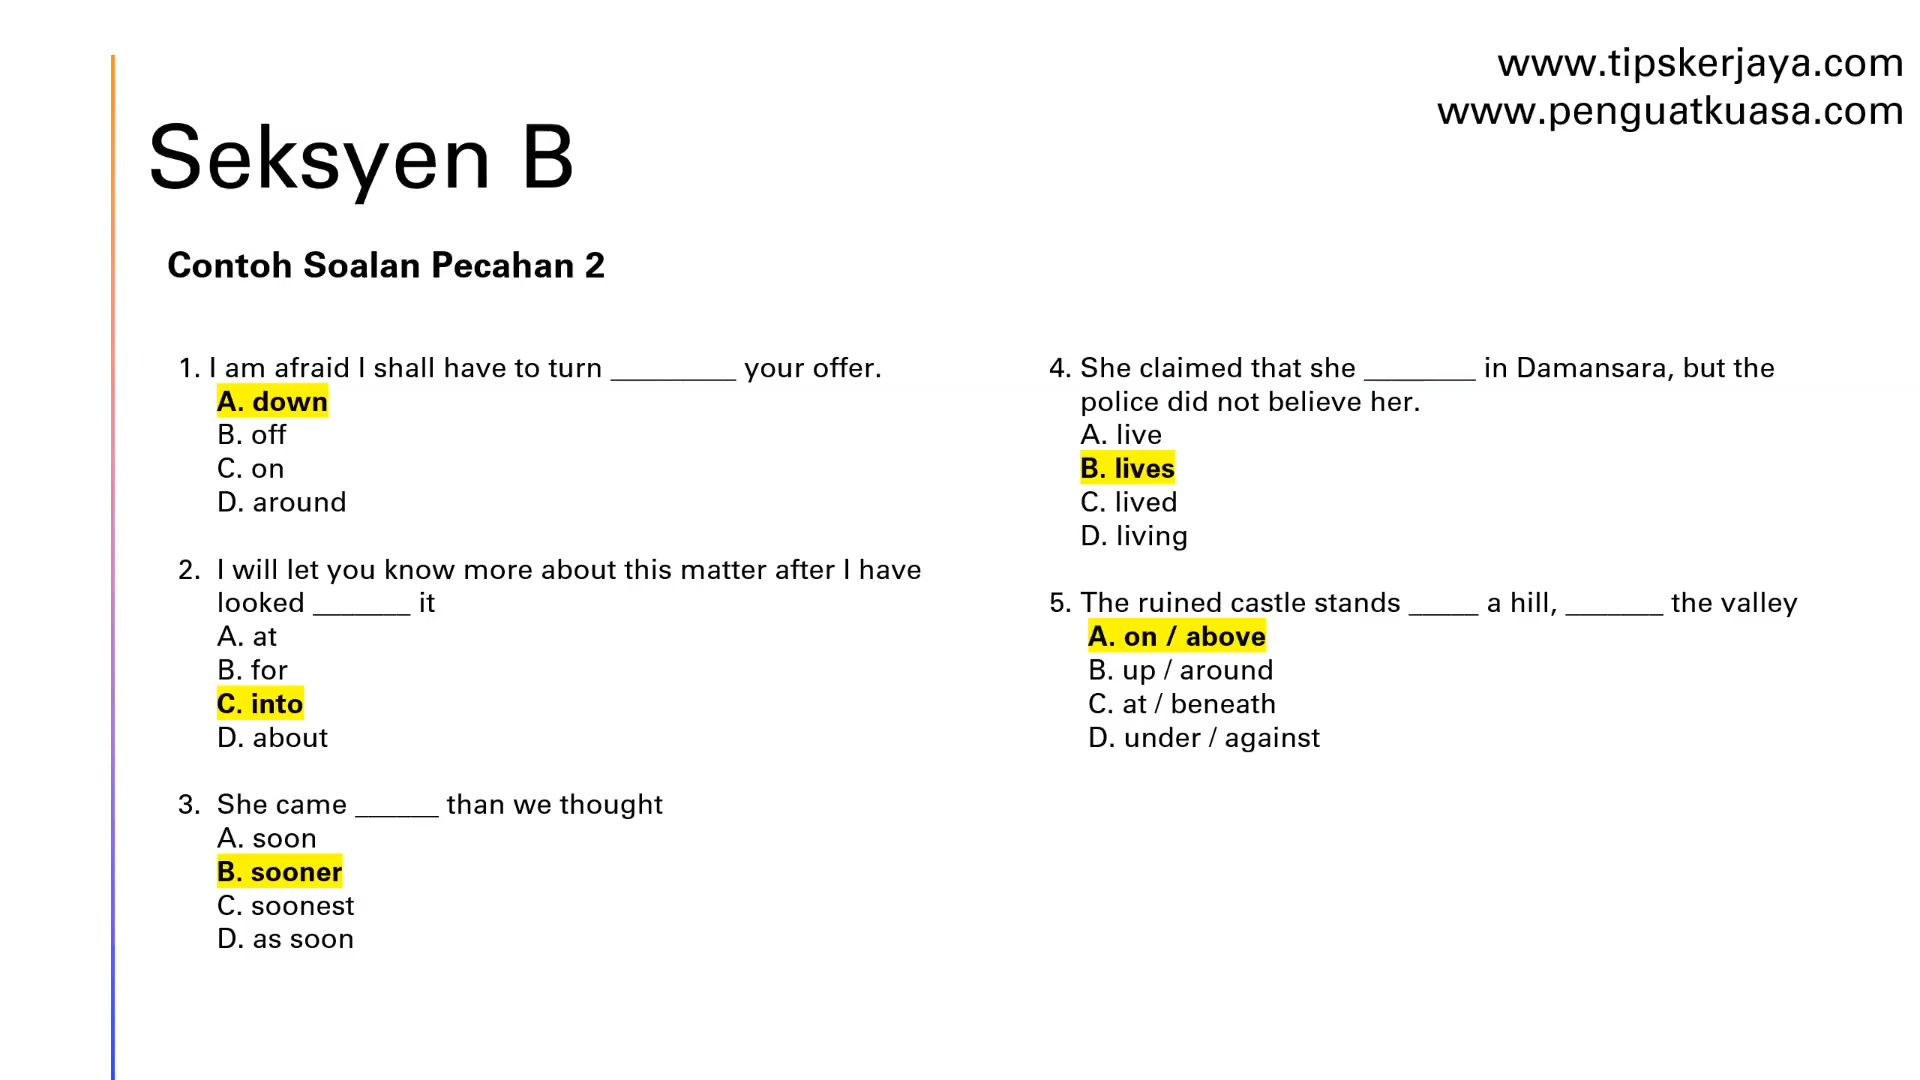 www.tipskerjaya.com
www.penguatkuasa.com
Seksyen B
Contoh Soalan Pecahan 2
1. I am afraid I shall have to turn _________ your offer.
A. down
B. off
C. on
D. around
2. I will let you know more about this matter after I have
looked _______ it
A. at
B. for
C. into
D. about
3. She came ______ than we thought
A. soon
B. sooner
C. soonest
D. as soon
4. She claimed that she ________ in Damansara, but the
police did not believe her.
A. live
B. lives
C. lived
D. living
5. The ruined castle stands _____ a hill, _______ the valley
A. on / above
B. up / around
C. at / beneath
D. under / against